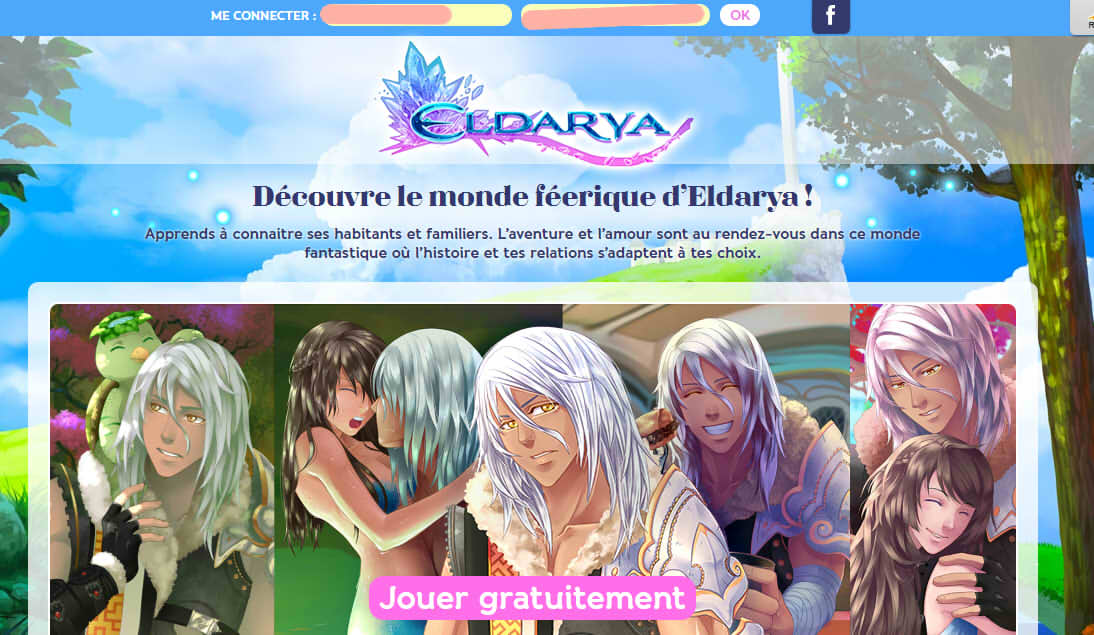 ME CONNECTER :
OK
f
R
ELDARYA
Découvre le monde féerique d'Eldarya !
Apprends à connaitre ses habitants et familiers. L'aventure et l'amour sont au rendez-vous dans ce monde
fantastique où l'histoire et tes relations s'adaptent à tes choix.
Jouer gratuitement